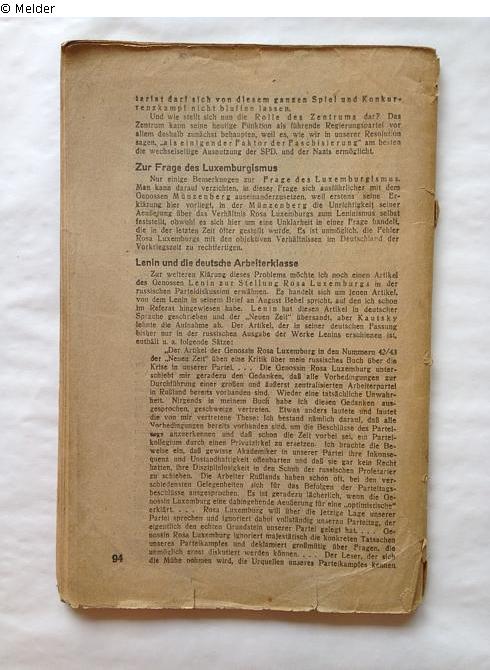 © Melder
tariat darf sich von diesem ganzen Spiel und Konkur-
renzkampf nicht bluffen lassen.
Und wie stellt sich nun die Rolle des Zentrums dar? Das
Zentrum kann seine heutige Funktion als führende Regierungspartei vor
allem deshalb zunächst behaupten, weil es, wie wir in unserer Resolution
sagen, „als einigender Faktor der Faschisierung“ am besten
die wechselseitige Ausnutzung der SPD. und der Nazis ermöglicht.
Zur Frage des Luxemburgismus
Nur einige Bemerkungen zur Frage des Luxemburgismus.
Man kann darauf verzichten, in dieser Frage sich ausführlicher mit dem
Genossen Münzenberg auseinanderzusetzen, weil erstens seine Er-
klärung hier vorliegt, in der Münzenberg die Unrichtigkeit seiner
Aeußerung über das Verhältnis Rosa Luxemburgs zum Leninismus selbst
feststellt, obwohl es sich hier um eine Unklarheit in einer Frage handelt,
die in der letzten Zeit öfter gestellt wurde. Es ist unmöglich, die Fehler
Rosa Luxemburgs mit den objektiven Verhältnissen im Deutschland der
Vorkriegszeit zu rechtfertigen.
Lenin und die deutsche Arbeiterklasse
Zur weiteren Klärung dieses Problems möchte ich noch einen Artikel
des Genossen Lenin zur Stellung Rosa Luxemburgs in der
russischen Parteidiskussion erwähnen. Es handelt sich um jenen Artikel,
von dem Lenin in seinem Brief an August Bebel spricht, auf den ich schon
im Referat hingewiesen habe. Lenin hat diesen Artikel in deutscher
Sprache geschrieben und der „Neuen Zeit“ übersandt, aber Kautsky
lehnte die Aufnahme ab. Der Artikel, der in seiner deutschen Fassung
bisher nur in der russischen Ausgabe der Werke Lenins erschienen ist,
enthält u. a. folgende Sätze:
„Der Artikel der Genossin Rosa Luxemburg in den Nummern 42/43
der „Neuen Zeit“ über eine Kritik über mein russisches Buch über die
Krise in unserer Partei . . . . Die Genossin Rosa Luxemburg unter-
schiebt mir geradezu den Gedanken, daß alle Vorbedingungen zur
Durchführung einer großen und äußerst zentralisierten Arbeiterpartei
in Rußland bereits vorhanden sind. Wieder eine tatsächliche Unwahr-
heit. Nirgends in meinem Buch habe ich diesen Gedanken aus-
gesprochen, geschweige vertreten. Etwas anders lautete und lautet
die von mir vertretene These: Ich bestand nämlich darauf, daß alle
Vorbedingungen bereits vorhanden sind, um die Beschlüsse des Partei-
tags anzuerkennen und daß schon die Zeit vorbei sei, ein Partei-
kollegium durch einen Privatzirkel zu ersetzen. Ich brachte die Be-
weise ein, daß gewisse Akademiker in unserer Partei ihre Inkonse-
quenz und Unstandhaftigkeit offenbarten und daß sie gar kein Recht
hatten, ihre Disziplinlosigkeit in den Schuh der russischen Proletarier
zu schieben. Die Arbeiter Rußlands haben schon oft, bei den ver-
schiedensten Gelegenheiten sich für das Befolgen der Parteitags-
beschlüsse ausgesprochen. Es ist geradezu lächerlich, wenn die Ge-
nossin Luxemburg eine dahingehende Aeußerung für eine „optimistische“
erklärt. . . . Rosa Luxemburg will über die jetzige Lage unserer
Partei sprechen und ignoriert dabei vollständig unseren Parteitag, der
eigentlich den echten Grundstein unserer Partei gelegt hat. . . . Ge-
nossin Rosa Luxemburg ignoriert majestätisch die konkreten Tatsachen
unseres Parteikampfes und deklamiert großmütig über Fragen, die
unmöglich ernst diskutiert werden können. . . . Der Leser, der sich
die Mühe nehmen wird, die Urquellen unseres Parteikampfes kennen
94